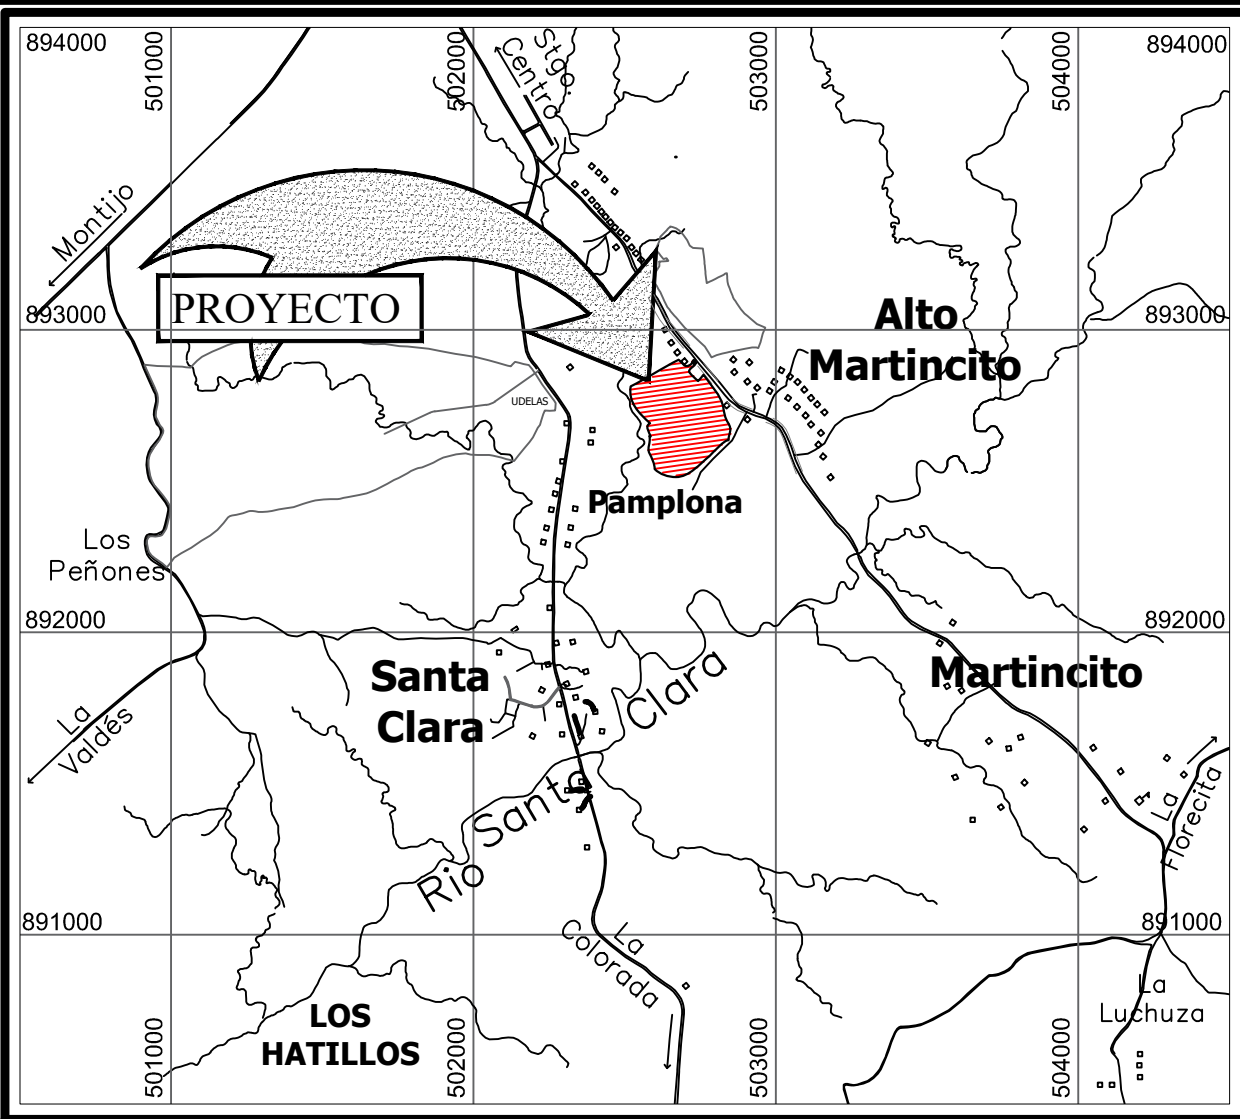 894000
501000
502000
5030000
5040000
894000
Stgo.
Centro
Montijo
PROYECTO
893000
893000
Alto
Martincito
UDELAS
Pamplona
Los
Peñones
892000
892000
Santa
Clara
Martincito
La
Valdés
Rio Santa Clara
La
Florecita
891000
891000
La
Colorada
La
Luchuza
LOS
HATILLOS
501000
502000
503000
504000